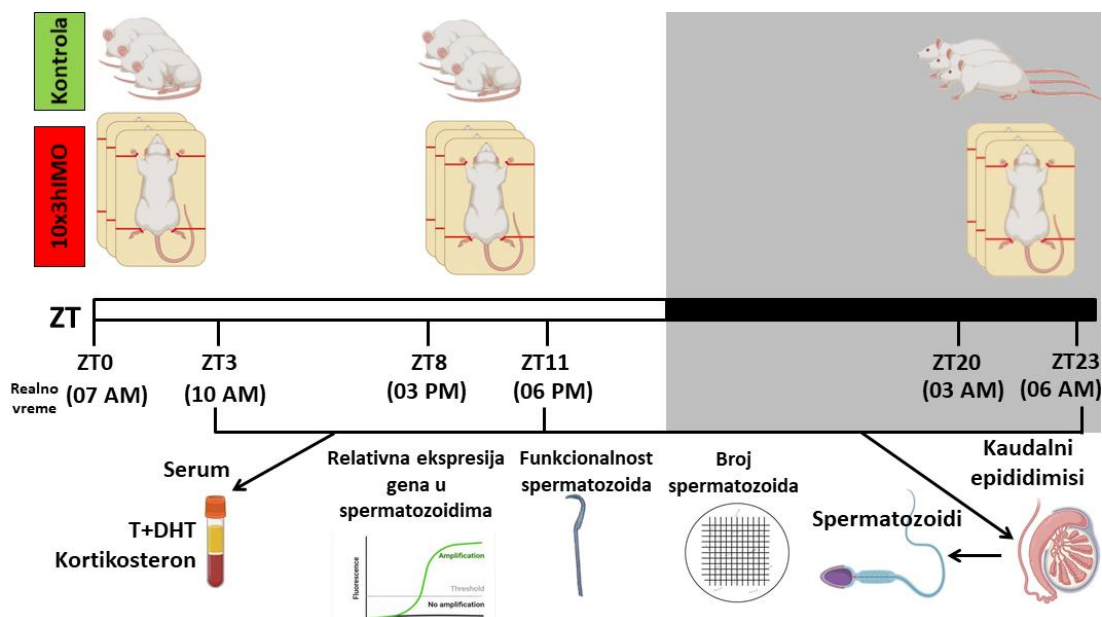 Kontrola
10x3hIMO
ZT
ZT0
ZT3
ZT8
ZT11
ZT20
ZT23
Realno
vreme
(07 AM)
(10 AM)
(03 PM)
(06 PM)
(03 AM)
(06 AM)
Serum
T+DHT
Kortikosteron
Relativna ekspresija
gena u
spermatozoidima
Fluorescence
Amplification
Threshold
No amplification
Funkcionalnost
spermatozoida
Broj
spermatozoida
Spermatozoidi
Kaudalni
epididimisi